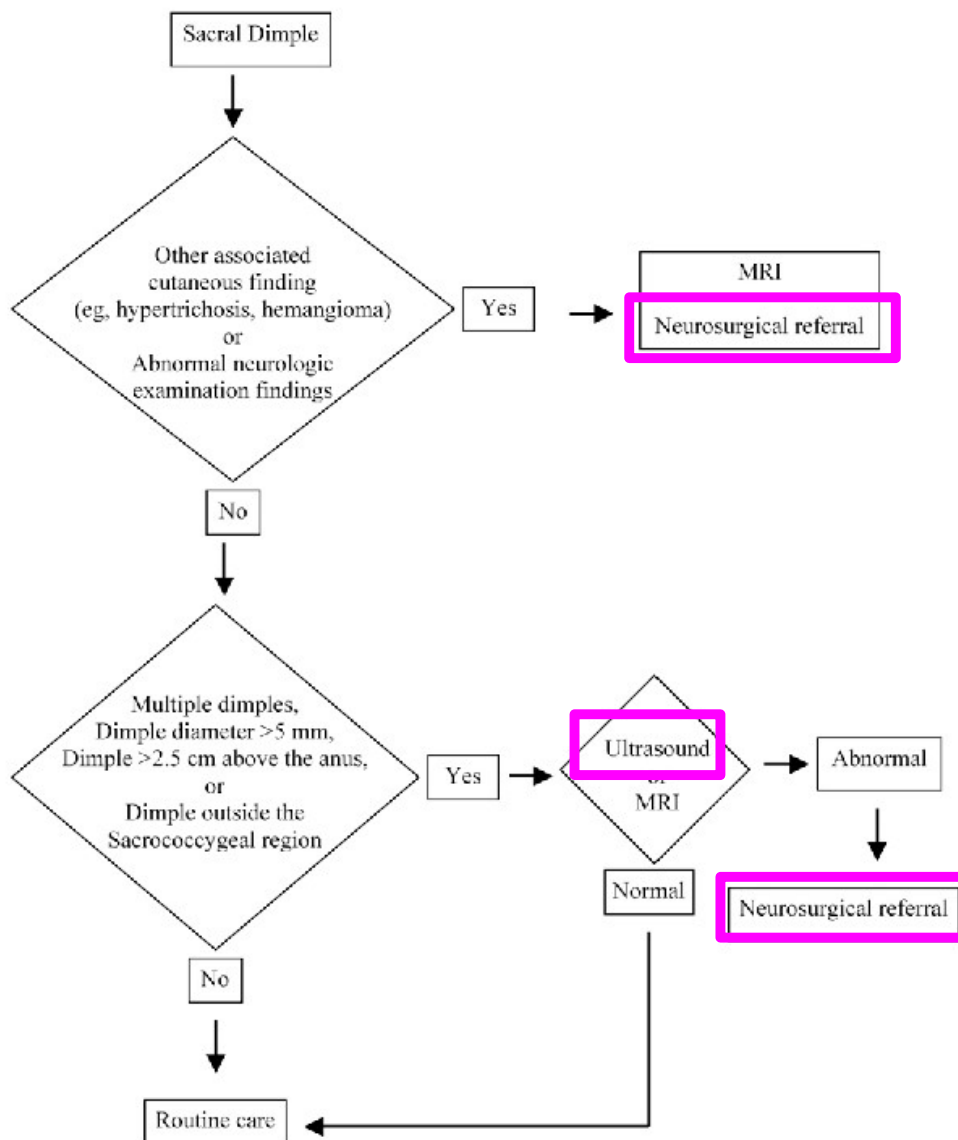 Sacral Dimple
Other associated
cutaneous finding
(eg, hypertrichosis, hemangioma)
or
Abnormal neurologic
examination findings
Yes
MRI
Neurosurgical referral
No
Multiple dimples,
Dimple diameter >5 mm,
Dimple >2.5 cm above the anus,
or
Dimple outside the
Sacrococcygeal region
Yes
Ultrasound
or
MRI
Abnormal
Normal
Neurosurgical referral
No
Routine care